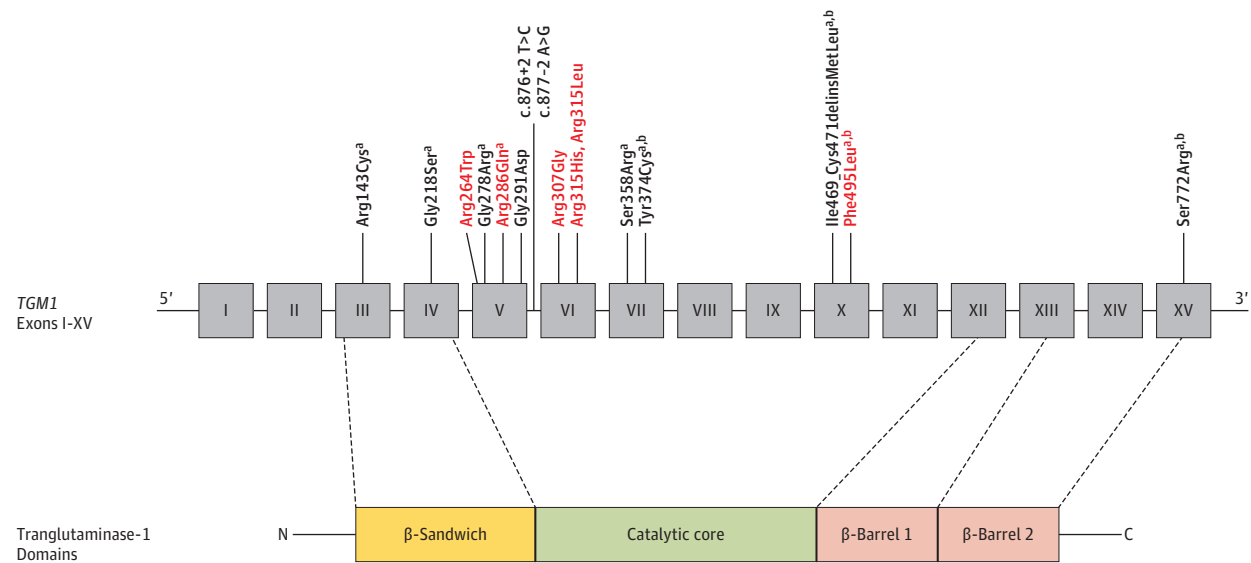 Arg143Cysᵃ
Gly218Serᵃ
Arg264Trp
Gly278Argᵃ
Arg286Glnᵃ
Gly291Asp
c.876+2 T>C
c.877-2 A>G
Arg307Gly
Arg315His, Arg315Leu
Ser358Argᵃ
Tyr374Cysᵃ,ᵇ
Ile469_Cys471delinsMetLeuᵃ,ᵇ
Phe495Leuᵃ,ᵇ
Ser772Argᵃ,ᵇ
TGM1
Exons I-XV
5′ I II III IV V VI VII VIII IX X XI XII XIII XIV XV 3′
Tranglutaminase-1
Domains
N β-Sandwich Catalytic core β-Barrel 1 β-Barrel 2 C